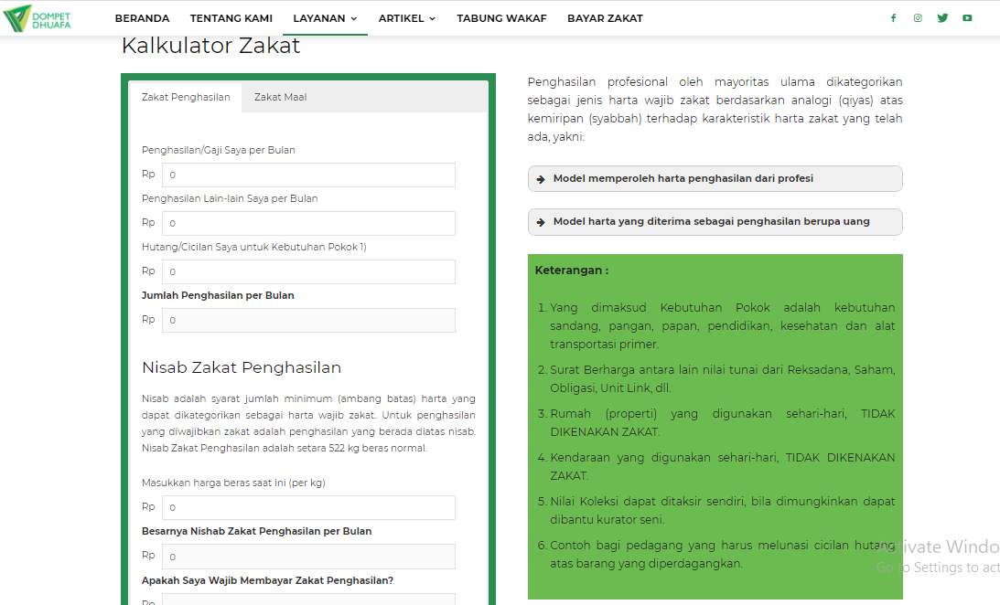 DOMPET
DHUAFA
BERANDA TENTANG KAMI LAYANAN ARTIKEL TABUNG WAKAF BAYAR ZAKAT
Kalkulator Zakat
Zakat Penghasilan Zakat Maal
Penghasilan/Gaji Saya per Bulan
Rp 0
Penghasilan Lain-lain Saya per Bulan
Rp 0
Hutang/Cicilan Saya untuk Kebutuhan Pokok 1)
Rp 0
Jumlah Penghasilan per Bulan
Rp 0
Nisab Zakat Penghasilan
Nisab adalah syarat jumlah minimum (ambang batas) harta yang
dapat dikategorikan sebagai harta wajib zakat. Untuk penghasilan
yang diwajibkan zakat adalah penghasilan yang berada diatas nisab.
Nisab Zakat Penghasilan adalah setara 522 kg beras normal.
Masukkan harga beras saat ini (per kg)
Rp 0
Besarnya Nishab Zakat Penghasilan per Bulan
Rp 0
Apakah Saya Wajib Membayar Zakat Penghasilan?
Rp
Penghasilan profesional oleh mayoritas ulama dikategorikan
sebagai jenis harta wajib zakat berdasarkan analogi (qiyas) atas
kemiripan (syabbah) terhadap karakteristik harta zakat yang telah
ada, yakni:
Model memperoleh harta penghasilan dari profesi
Model harta yang diterima sebagai penghasilan berupa uang
Keterangan :
1. Yang dimaksud Kebutuhan Pokok adalah kebutuhan
sandang, pangan, papan, pendidikan, kesehatan dan alat
transportasi primer.
2. Surat Berharga antara lain nilai tunai dari Reksadana, Saham,
Obligasi, Unit Link, dll.
3. Rumah (properti) yang digunakan sehari-hari, TIDAK
DIKENAKAN ZAKAT.
4. Kendaraan yang digunakan sehari-hari, TIDAK DIKENAKAN
ZAKAT.
5. Nilai Koleksi dapat ditaksir sendiri, bila dimungkinkan dapat
dibantu kurator seni.
6. Contoh bagi pedagang yang harus melunasi cicilan hutang
atas barang yang diperdagangkan.
Activate Windo
Go to Settings to act